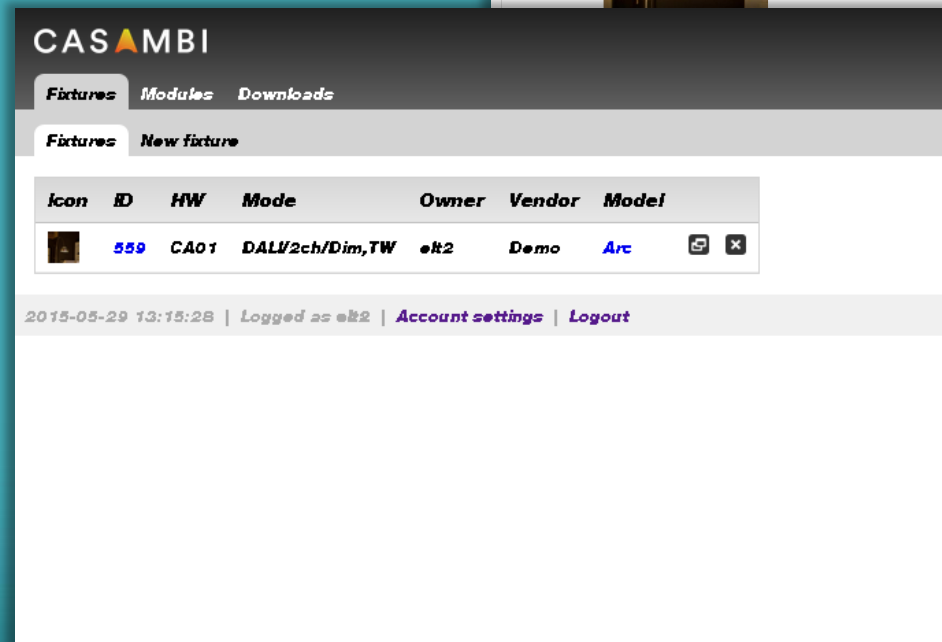 CASAMBI
Fixtures Modules Downloads
Fixtures New fixture
Icon ID HW Mode Owner Vendor Model
559 CA01 DALI/2ch/Dim,TW elt2 Demo Arc
2015-05-29 13:15:28 | Logged as elt2 | Account settings | Logout